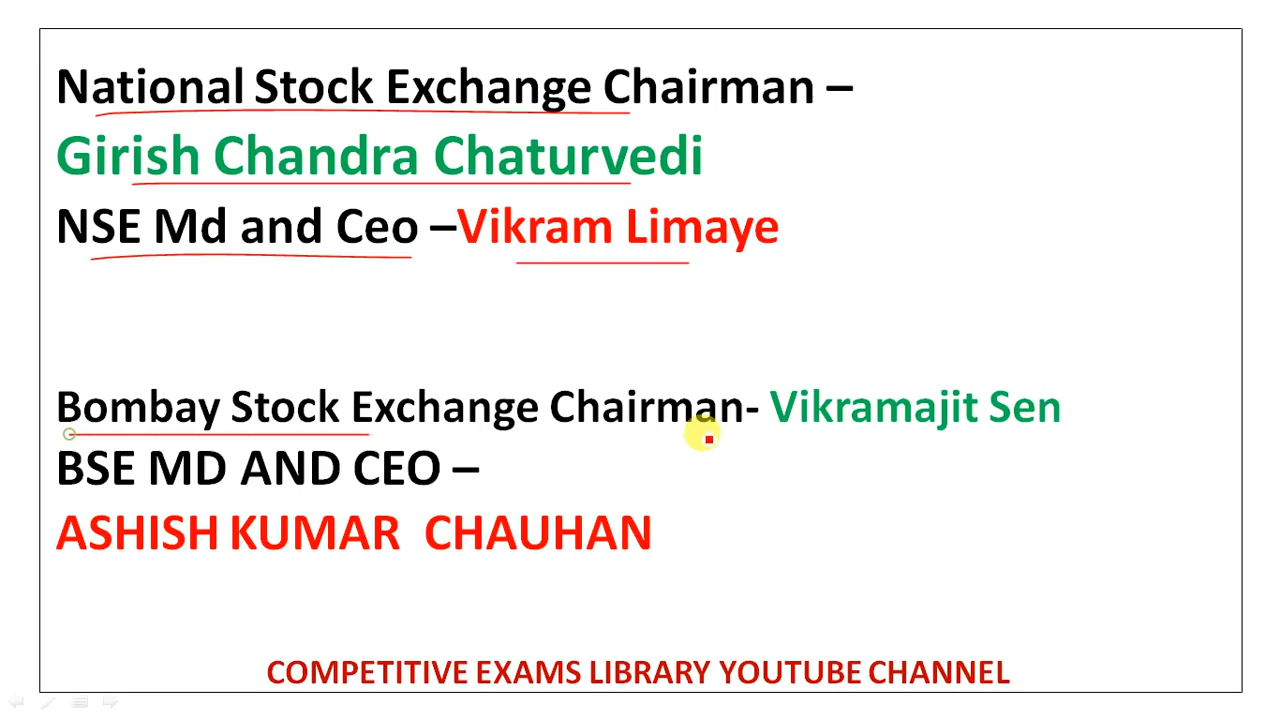 National Stock Exchange Chairman –
Girish Chandra Chaturvedi
NSE Md and Ceo –Vikram Limaye
Bombay Stock Exchange Chairman- Vikramajit Sen
BSE MD AND CEO –
ASHISH KUMAR CHAUHAN
COMPETITIVE EXAMS LIBRARY YOUTUBE CHANNEL